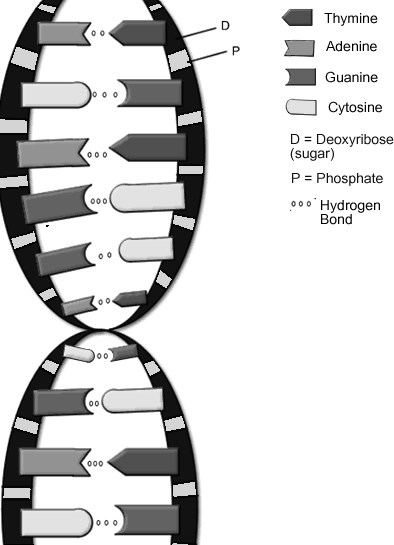 D
P
Thymine
Adenine
Guanine
Cytosine
D = Deoxyribose
(sugar)
P = Phosphate
Hydrogen
Bond